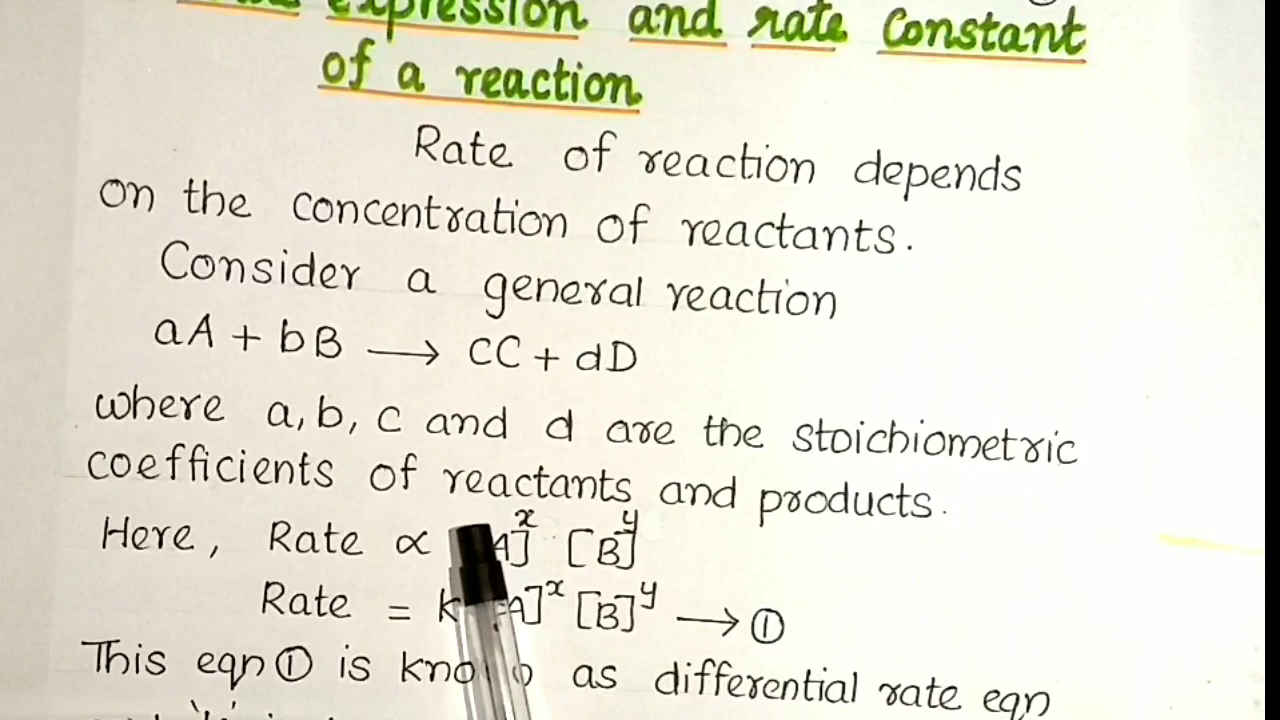 expression and rate Constant
of a reaction
Rate of reaction depends
on the concentration of reactants.
Consider a general reaction
aA + bB ⟶ CC + dD
where a, b, c and d are the stoichiometric
coefficients of reactants and products.
Here, Rate ∝ A]ˣ [B]ʸ
Rate = k A]ˣ [B]ʸ ⟶ ①
This eqn ① is known as differential rate eqn